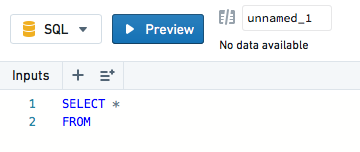 SQL
Preview
unnamed_1
No data available
Inputs
1 SELECT *
2 FROM